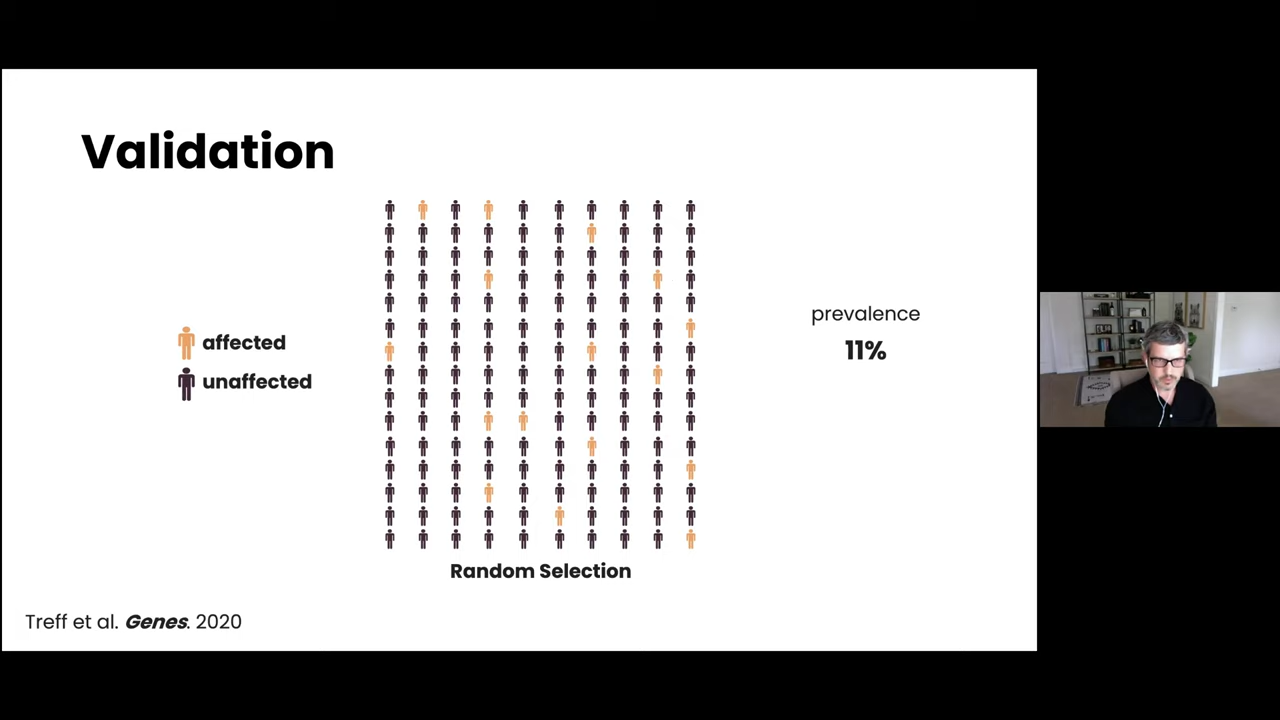 Validation
affected
unaffected
prevalence
11%
Random Selection
Treff et al. Genes. 2020